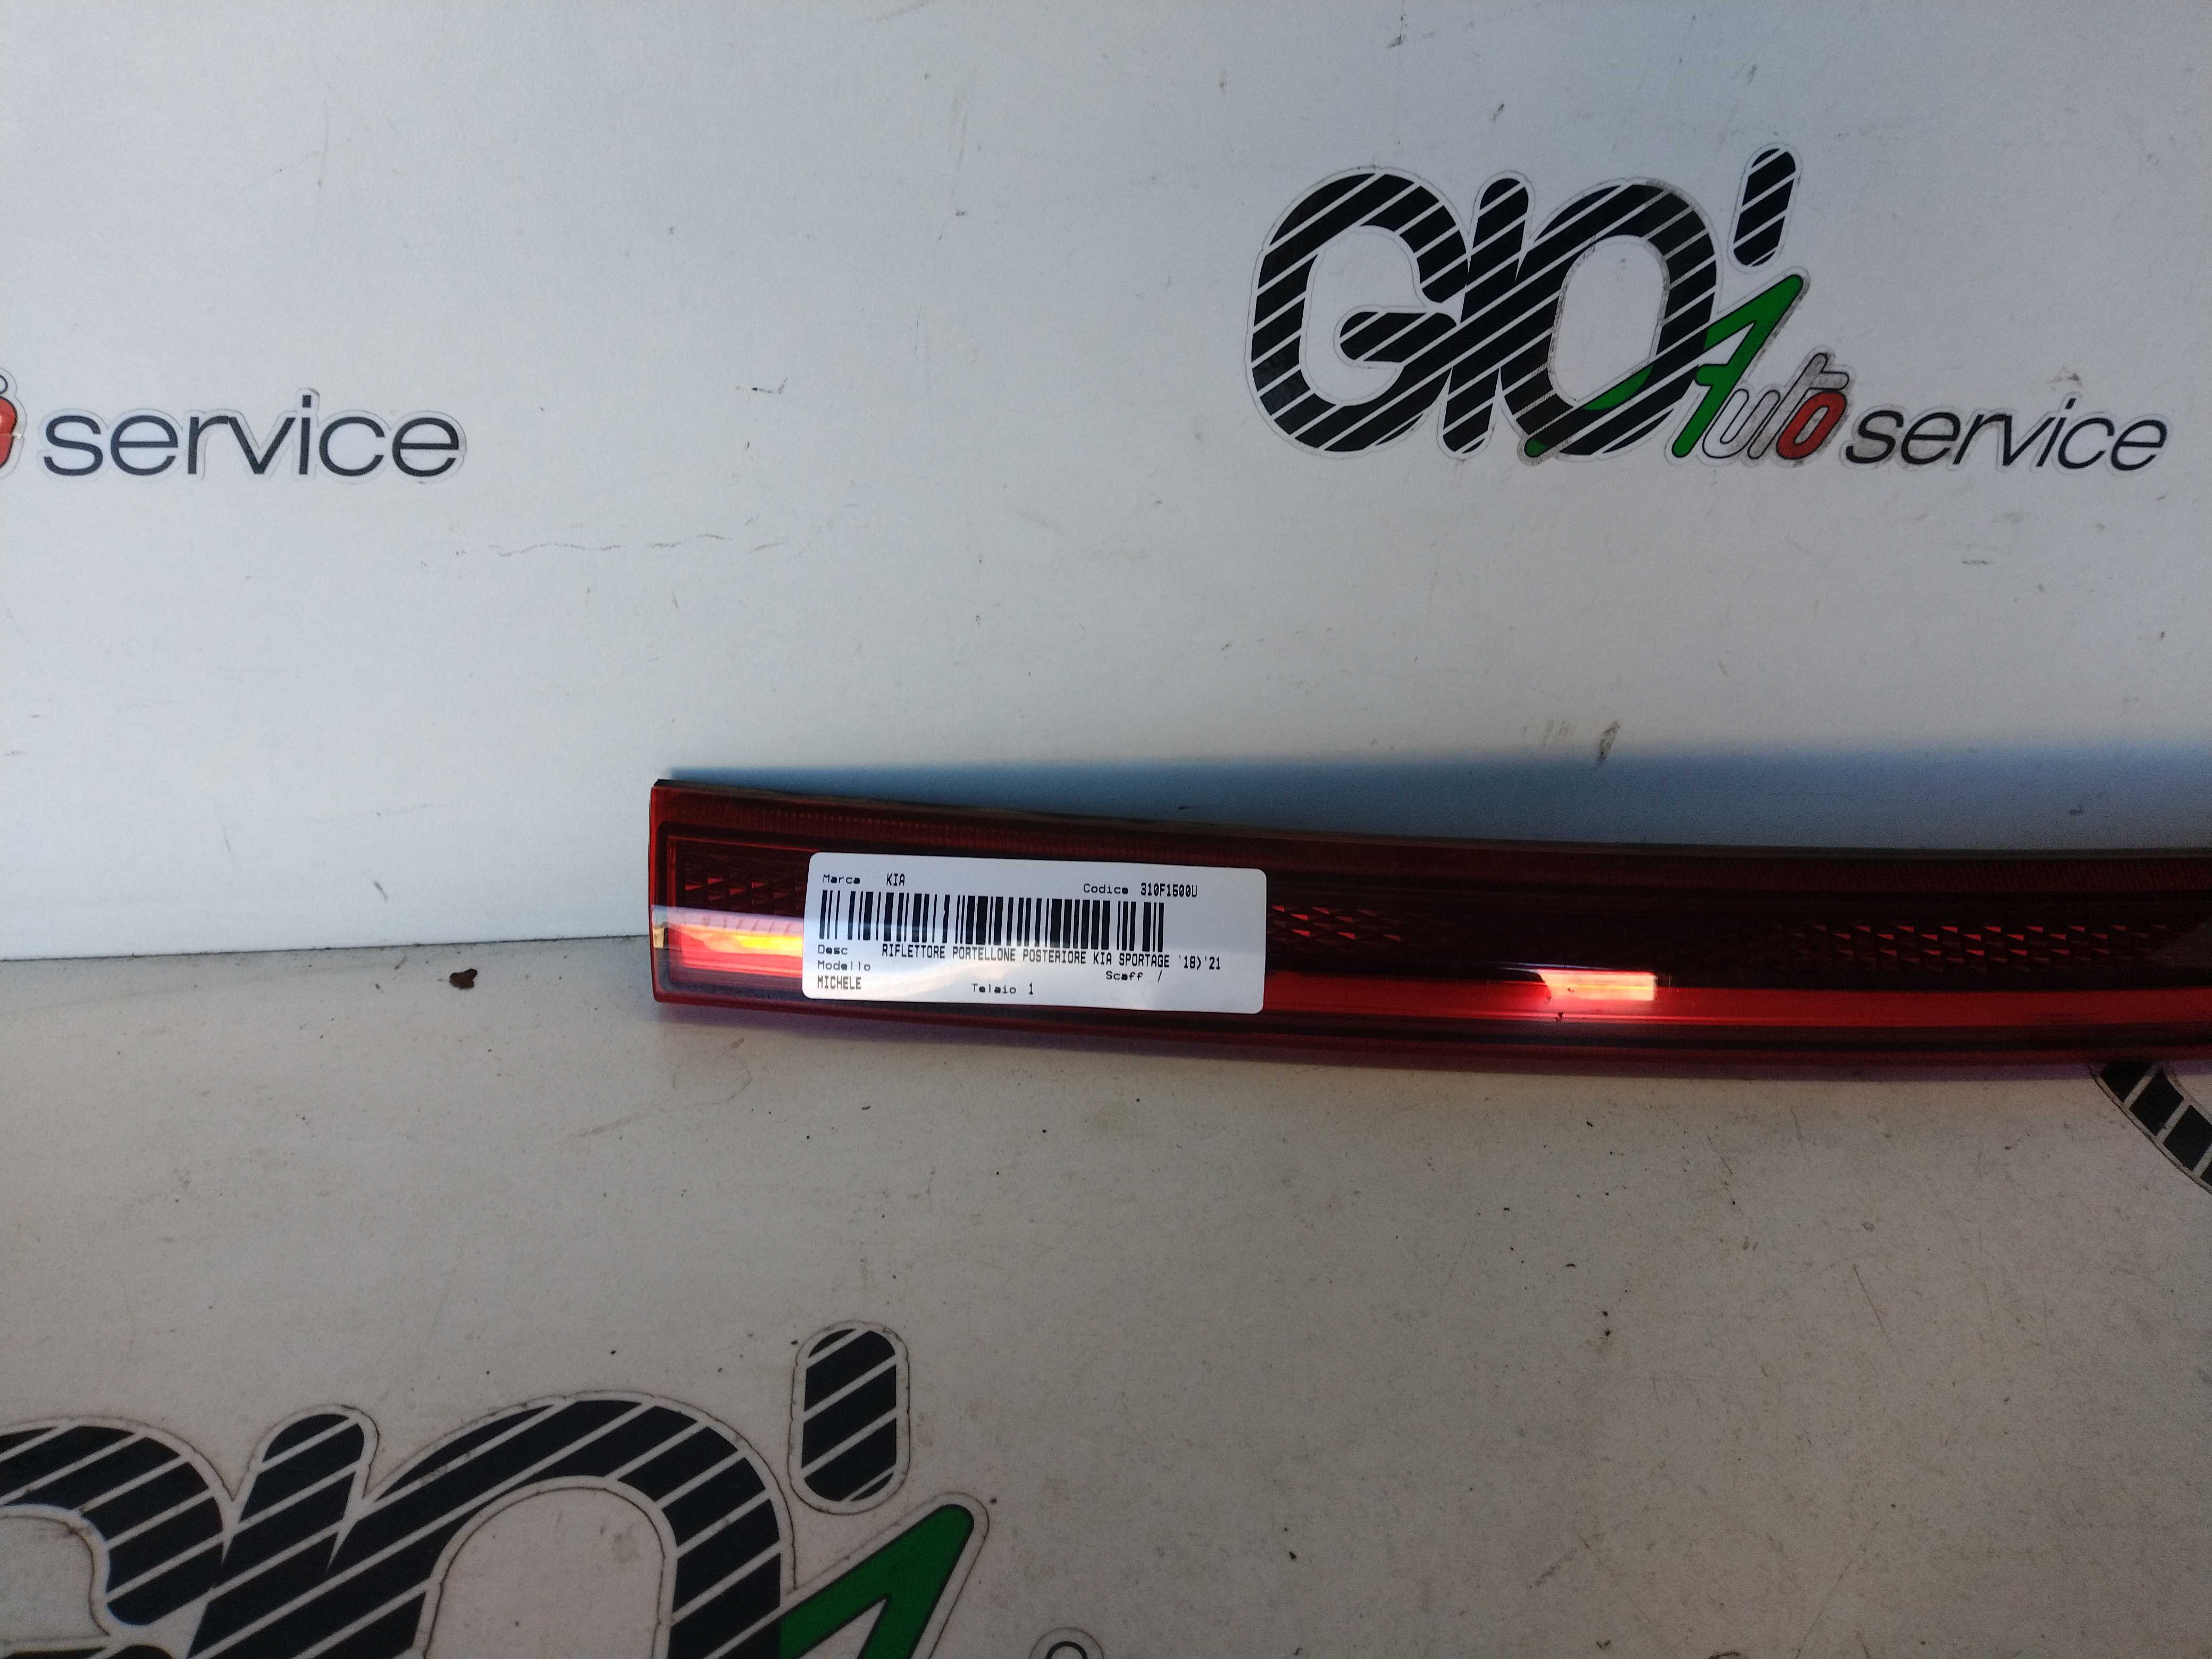 GIO'
Auto service
service
Marca KIA
Codice 310F1500U
Desc RIFLETTORE PORTELLONE POSTERIORE KIA SPORTAGE '18>'21
Modello
Scaff /
MICHELE
Telaio 1